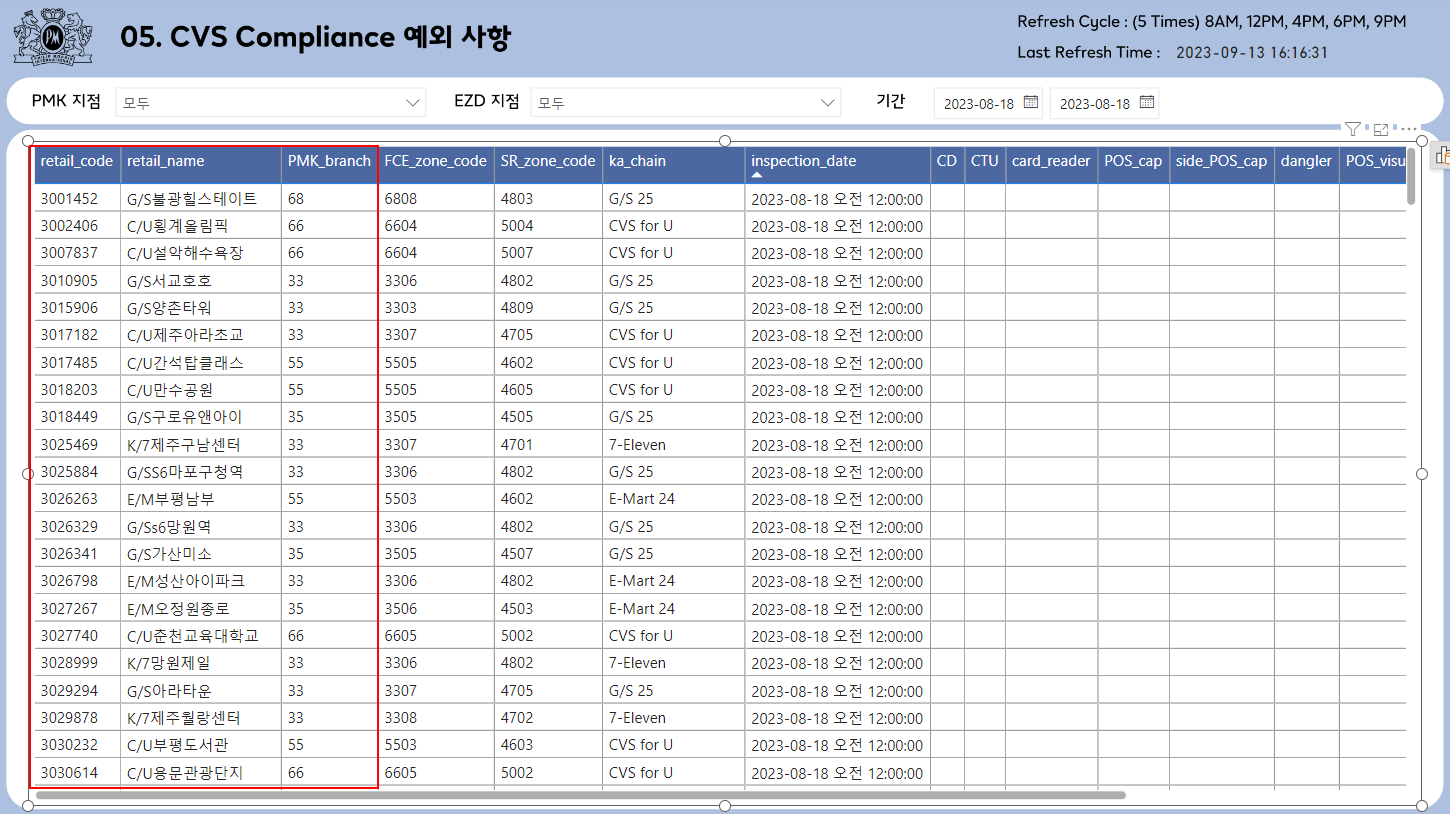 05. CVS Compliance 예외 사항
Refresh Cycle : (5 Times) 8AM, 12PM, 4PM, 6PM, 9PM
Last Refresh Time : 2023-09-13 16:16:31
PMK 지점 모두 EZD 지점 모두 기간 2023-08-18 2023-08-18
retail_code retail_name PMK_branch FCE_zone_code SR_zone_code ka_chain inspection_date CD CTU card_reader POS_cap side_POS_cap dangler POS_visu
3001452 G/S불광힐스테이트 68 6808 4803 G/S 25 2023-08-18 오전 12:00:00
3002406 C/U횡계올림픽 66 6604 5004 CVS for U 2023-08-18 오전 12:00:00
3007837 C/U설악해수욕장 66 6604 5007 CVS for U 2023-08-18 오전 12:00:00
3010905 G/S서교호호 33 3306 4802 G/S 25 2023-08-18 오전 12:00:00
3015906 G/S양촌타워 33 3303 4809 G/S 25 2023-08-18 오전 12:00:00
3017182 C/U제주아라초교 33 3307 4705 CVS for U 2023-08-18 오전 12:00:00
3017485 C/U간석탑클래스 55 5505 4602 CVS for U 2023-08-18 오전 12:00:00
3018203 C/U만수공원 55 5505 4605 CVS for U 2023-08-18 오전 12:00:00
3018449 G/S구로유앤아이 35 3505 4505 G/S 25 2023-08-18 오전 12:00:00
3025469 K/7제주구남센터 33 3307 4701 7-Eleven 2023-08-18 오전 12:00:00
3025884 G/SS6마포구청역 33 3306 4802 G/S 25 2023-08-18 오전 12:00:00
3026263 E/M부평남부 55 5503 4602 E-Mart 24 2023-08-18 오전 12:00:00
3026329 G/Ss6망원역 33 3306 4802 G/S 25 2023-08-18 오전 12:00:00
3026341 G/S가산미소 35 3505 4507 G/S 25 2023-08-18 오전 12:00:00
3026798 E/M성산아이파크 33 3306 4802 E-Mart 24 2023-08-18 오전 12:00:00
3027267 E/M오정원종로 35 3506 4503 E-Mart 24 2023-08-18 오전 12:00:00
3027740 C/U춘천교육대학교 66 6605 5002 CVS for U 2023-08-18 오전 12:00:00
3028999 K/7망원제일 33 3306 4802 7-Eleven 2023-08-18 오전 12:00:00
3029294 G/S아라타운 33 3307 4705 G/S 25 2023-08-18 오전 12:00:00
3029878 K/7제주월랑센터 33 3308 4702 7-Eleven 2023-08-18 오전 12:00:00
3030232 C/U부평도서관 55 5503 4603 CVS for U 2023-08-18 오전 12:00:00
3030614 C/U용문관광단지 66 6605 5002 CVS for U 2023-08-18 오전 12:00:00